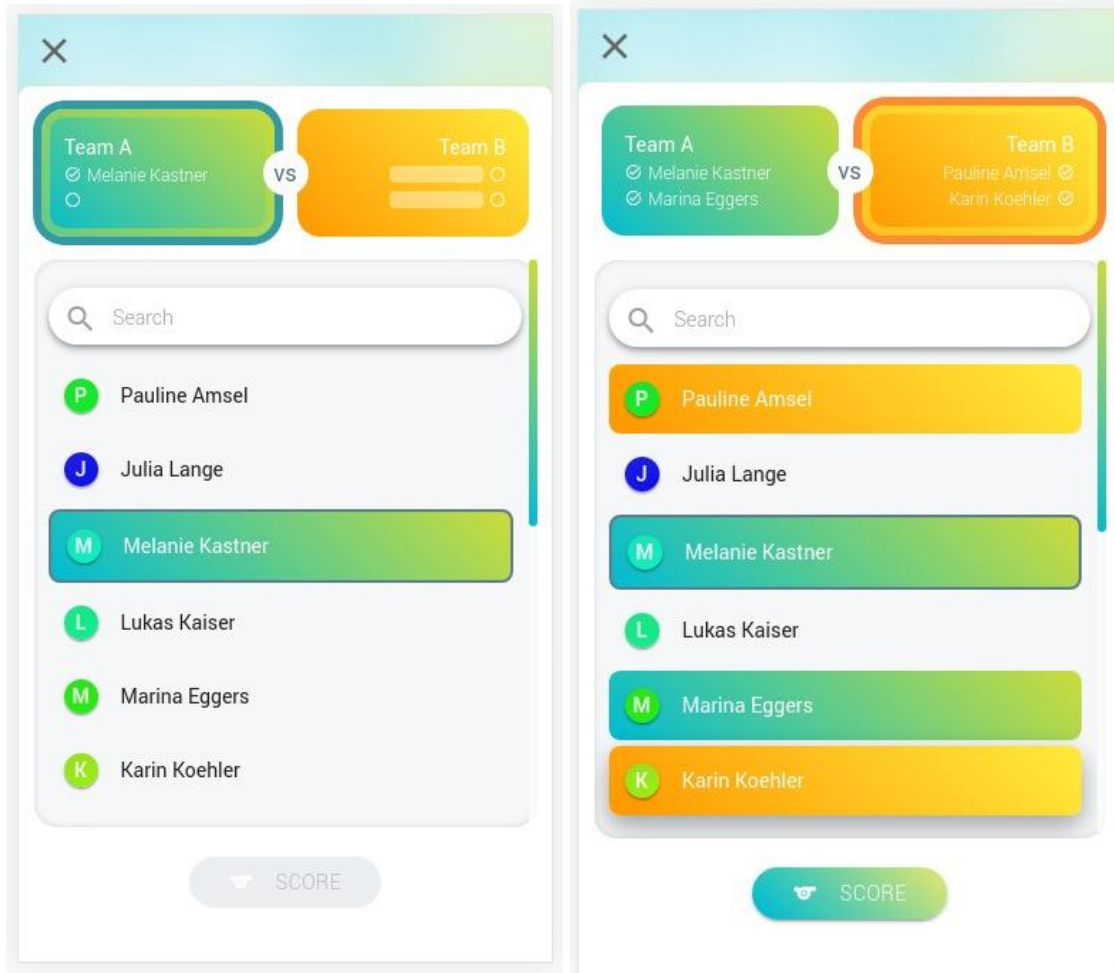 Team A
Melanie Kastner
VS
Team B
Search
P Pauline Amsel
J Julia Lange
M Melanie Kastner
L Lukas Kaiser
M Marina Eggers
K Karin Koehler
SCORE
Team A
Melanie Kastner
Marina Eggers
VS
Team B
Pauline Amsel
Karin Koehler
Search
P Pauline Amsel
J Julia Lange
M Melanie Kastner
L Lukas Kaiser
M Marina Eggers
K Karin Koehler
SCORE